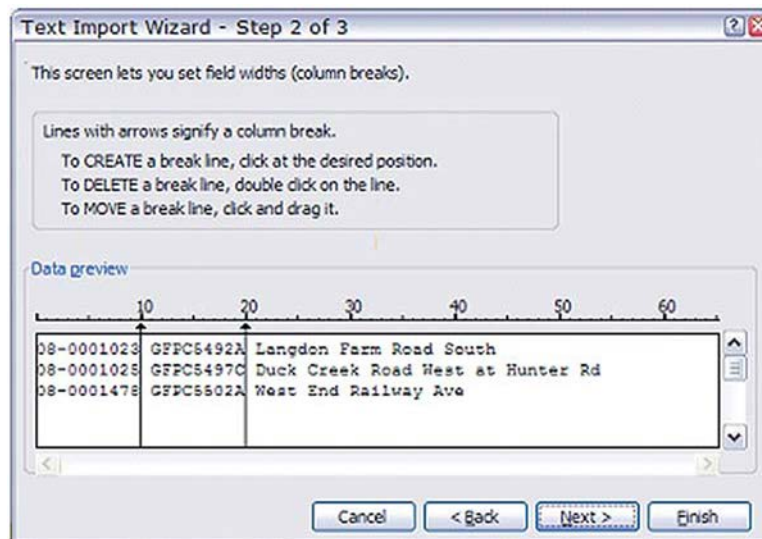 Text Import Wizard - Step 2 of 3
This screen lets you set field widths (column breaks).
Lines with arrows signify a column break.
To CREATE a break line, click at the desired position.
To DELETE a break line, double click on the line.
To MOVE a break line, click and drag it.
Data preview
10 20 30 40 50 60
08-0001023 GFPC5492A Langdon Farm Road South
08-0001025 GFPC5497C Duck Creek Road West at Hunter Rd
08-0001478 GFPC5502A West End Railway Ave
Cancel < Back Next > Finish